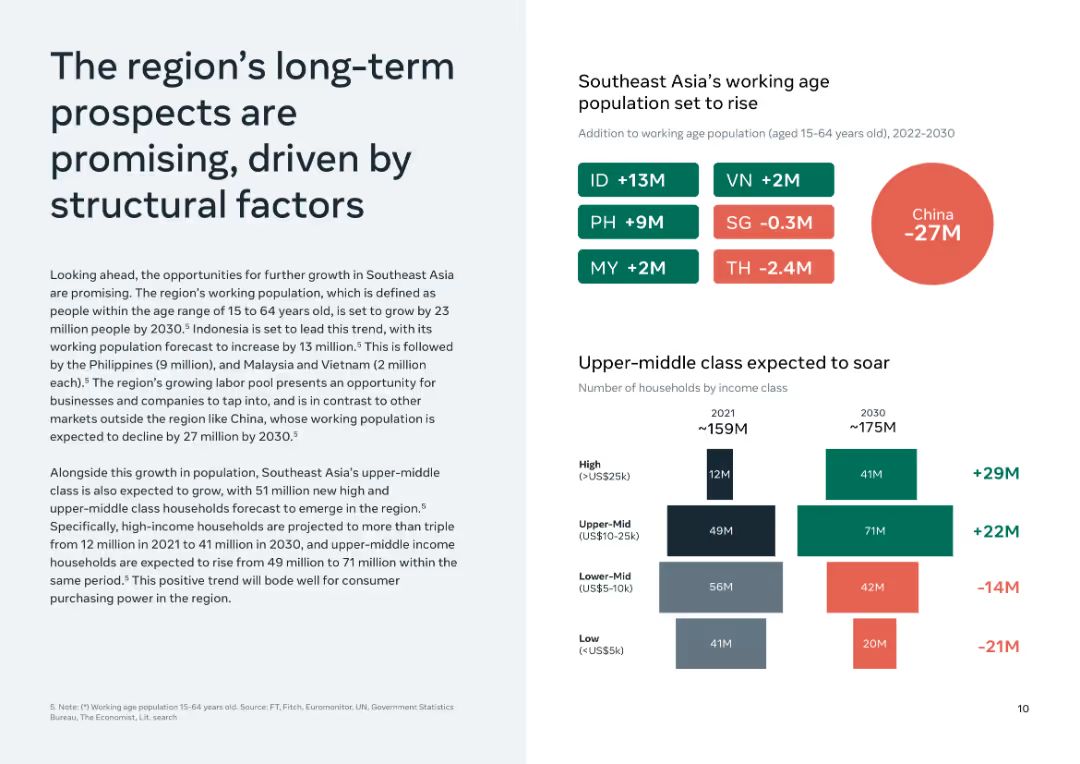 The region's long-term
prospects are
promising, driven by
structural factors
Looking ahead, the opportunities for further growth in Southeast Asia
are promising. The region's working population, which is defined as
people within the age range of 15 to 64 years old, is set to grow by 23
million people by 2030.⁵ Indonesia is set to lead this trend, with its
working population forecast to increase by 13 million.⁵ This is followed
by the Philippines (9 million), and Malaysia and Vietnam (2 million
each).⁵ The region's growing labor pool presents an opportunity for
businesses and companies to tap into, and is in contrast to other
markets outside the region like China, whose working population is
expected to decline by 27 million by 2030.⁵
Alongside this growth in population, Southeast Asia's upper-middle
class is also expected to grow, with 51 million new high and
upper-middle class households forecast to emerge in the region.⁵
Specifically, high-income households are projected to more than triple
from 12 million in 2021 to 41 million in 2030, and upper-middle income
households are expected to rise from 49 million to 71 million within the
same period.⁵ This positive trend will bode well for consumer
purchasing power in the region.
5. Note: (*) Working age population 15-64 years old. Source: FT, Fitch, Euromonitor, UN, Government Statistics
Bureau, The Economist, Lit. search
Southeast Asia's working age
population set to rise
Addition to working age population (aged 15-64 years old), 2022-2030
ID +13M VN +2M
PH +9M SG -0.3M
MY +2M TH -2.4M
China
-27M
Upper-middle class expected to soar
Number of households by income class
2021 2030
~159M ~175M
High
(>US$25k) 12M 41M +29M
Upper-Mid
(US$10-25k) 49M 71M +22M
Lower-Mid
(US$5-10k) 56M 42M -14M
Low
(<US$5k) 41M 20M -21M
10